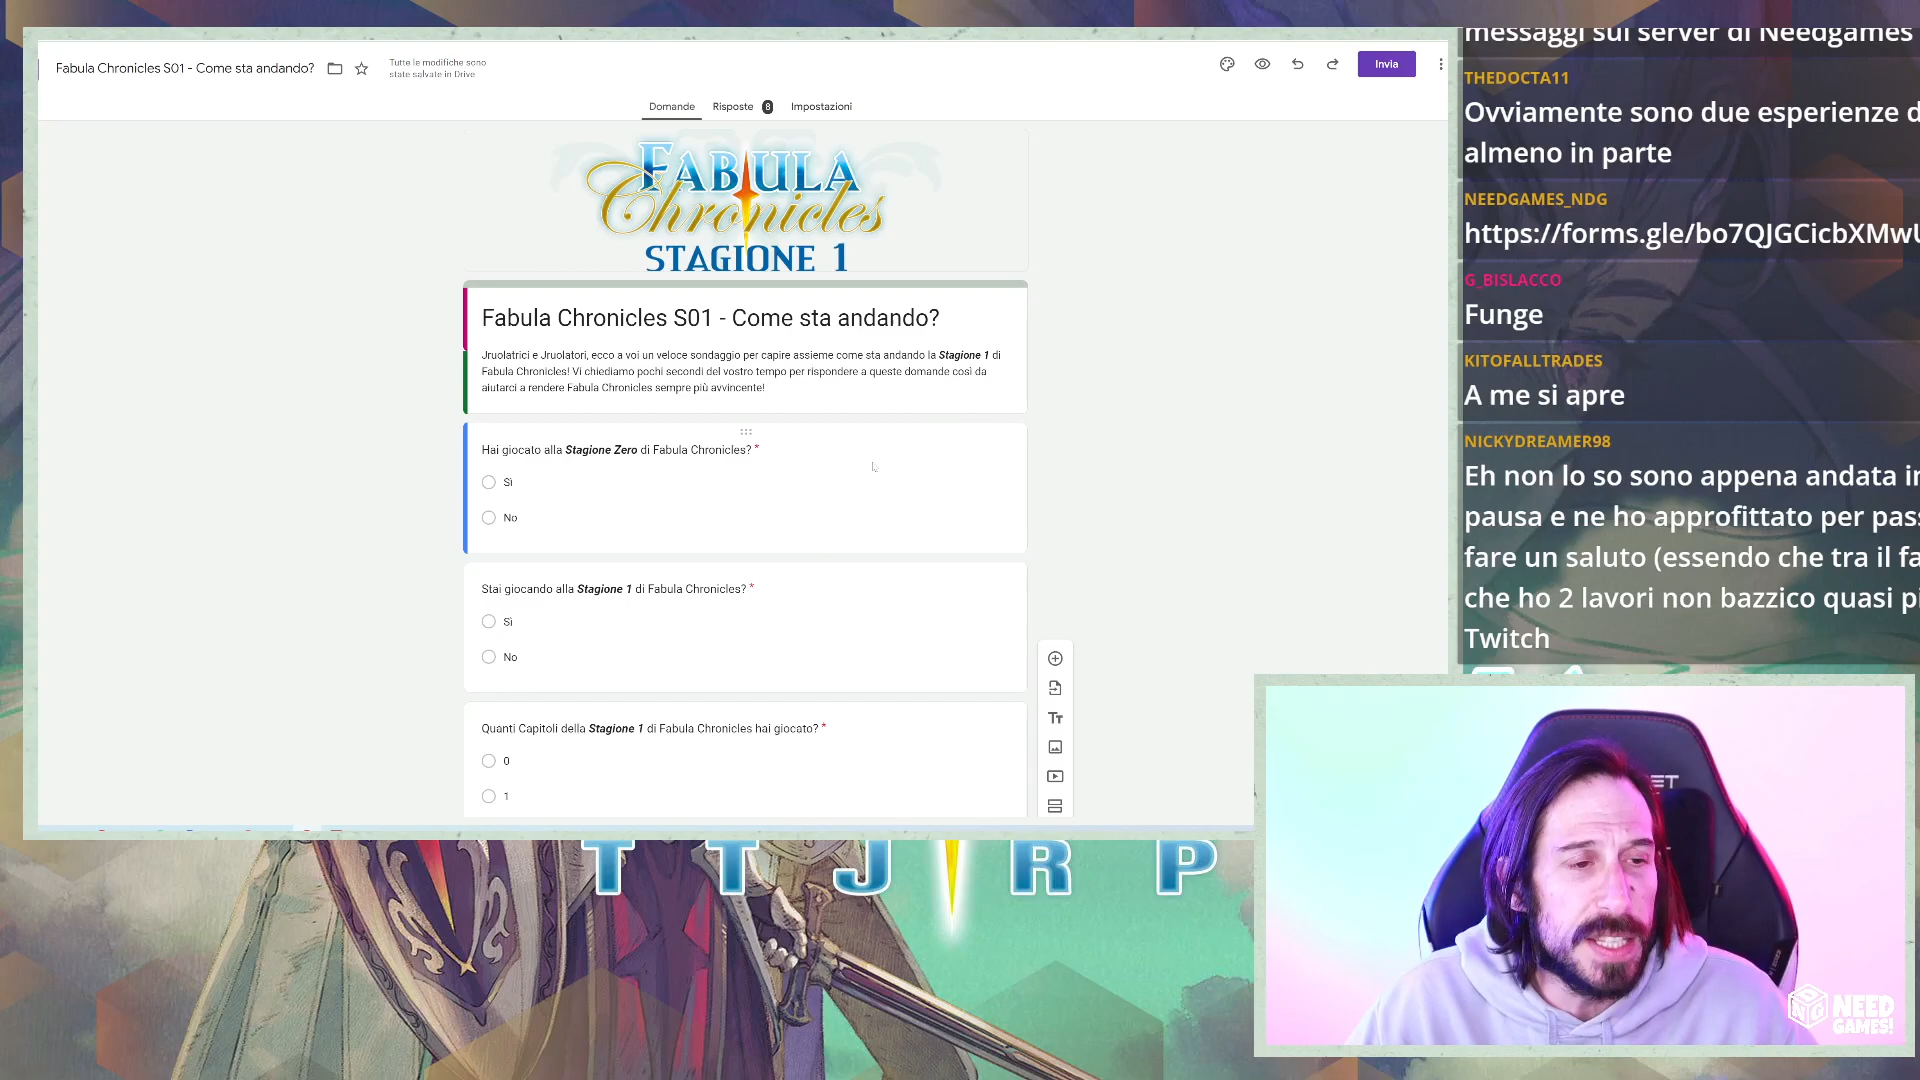 Fabula Chronicles S01 - Come sta andando?
Tutte le modifiche sono
state salvate in Drive
Invia
Domande
Risposte 8
Impostazioni
FABULA
Chronicles
STAGIONE 1
Fabula Chronicles S01 - Come sta andando?
Jruolatrici e Jruolatori, ecco a voi un veloce sondaggio per capire assieme come sta andando la Stagione 1 di
Fabula Chronicles! Vi chiediamo pochi secondi del vostro tempo per rispondere a queste domande così da
aiutarci a rendere Fabula Chronicles sempre più avvincente!
Hai giocato alla Stagione Zero di Fabula Chronicles? *
Sì
No
Stai giocando alla Stagione 1 di Fabula Chronicles? *
Sì
No
Quanti Capitoli della Stagione 1 di Fabula Chronicles hai giocato? *
0
1
messaggi sul server di Needgames
THEDOCTA11
Ovviamente sono due esperienze d
almeno in parte
NEEDGAMES_NDG
https://forms.gle/bo7QJGCicbXMwU
G_BISLACCO
Funge
KITOFALLTRADES
A me si apre
NICKYDREAMER98
Eh non lo so sono appena andata in
pausa e ne ho approfittato per pass
fare un saluto (essendo che tra il fa
che ho 2 lavori non bazzico quasi pi
Twitch
T T J R P
NEED
GAMES!